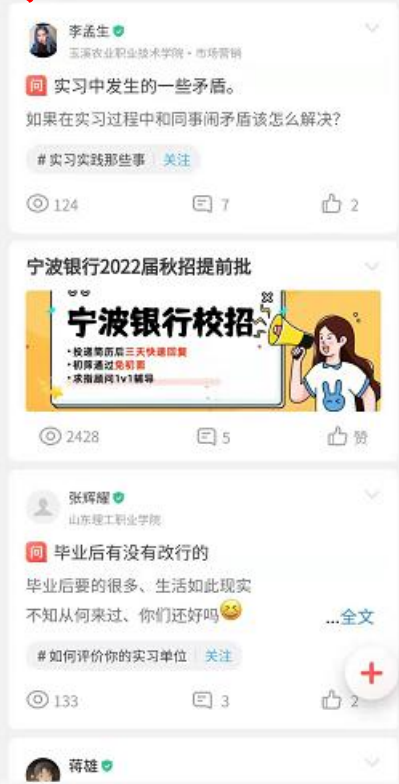 李孟生
玉溪农业职业技术学院·市场营销
问 实习中发生的一些矛盾。
如果在实习过程中和同事闹矛盾该怎么解决？
#实习实践那些事 关注
124 7 2
宁波银行2022届秋招提前批
宁波银行校招
·投递简历后三天快速回复
·初筛通过免初面
·求指顾问1v1辅导
2428 5 赞
张辉耀
山东理工职业学院
问 毕业后有没有改行的
毕业后要的很多、生活如此现实
不知从何来过、你们还好吗😆 ...全文
#如何评价你的实习单位 关注
133 3 2
蒋雄